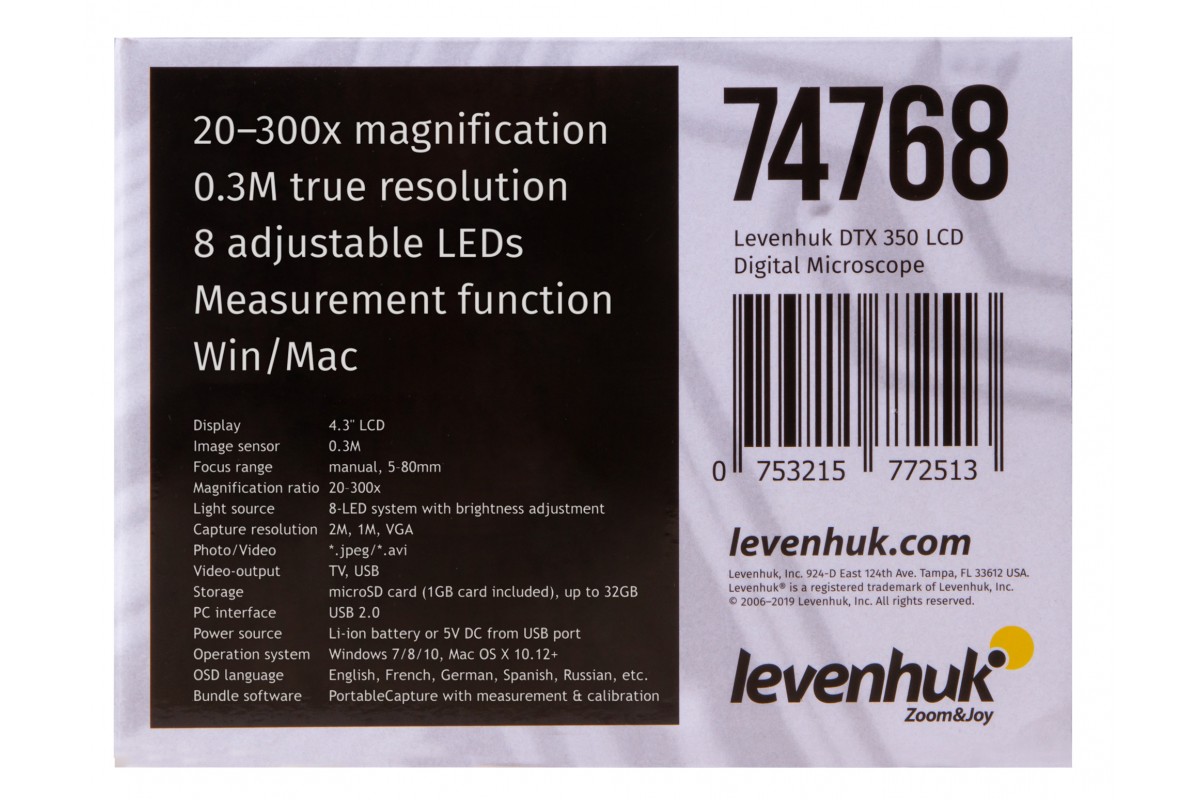 20–300x magnification
0.3M true resolution
8 adjustable LEDs
Measurement function
Win/Mac
Display 4.3" LCD
Image sensor 0.3M
Focus range manual, 5-80mm
Magnification ratio 20-300x
Light source 8-LED system with brightness adjustment
Capture resolution 2M, 1M, VGA
Photo/Video *.jpeg/*.avi
Video-output TV, USB
Storage microSD card (1GB card included), up to 32GB
PC interface USB 2.0
Power source Li-ion battery or 5V DC from USB port
Operation system Windows 7/8/10, Mac OS X 10.12+
OSD language English, French, German, Spanish, Russian, etc.
Bundle software PortableCapture with measurement & calibration
74768
Levenhuk DTX 350 LCD
Digital Microscope
0 753215 772513
levenhuk.com
Levenhuk, Inc. 924-D East 124th Ave. Tampa, FL 33612 USA.
Levenhuk® is a registered trademark of Levenhuk, Inc.
© 2006–2019 Levenhuk, Inc. All rights reserved.
levenhuk
Zoom&Joy